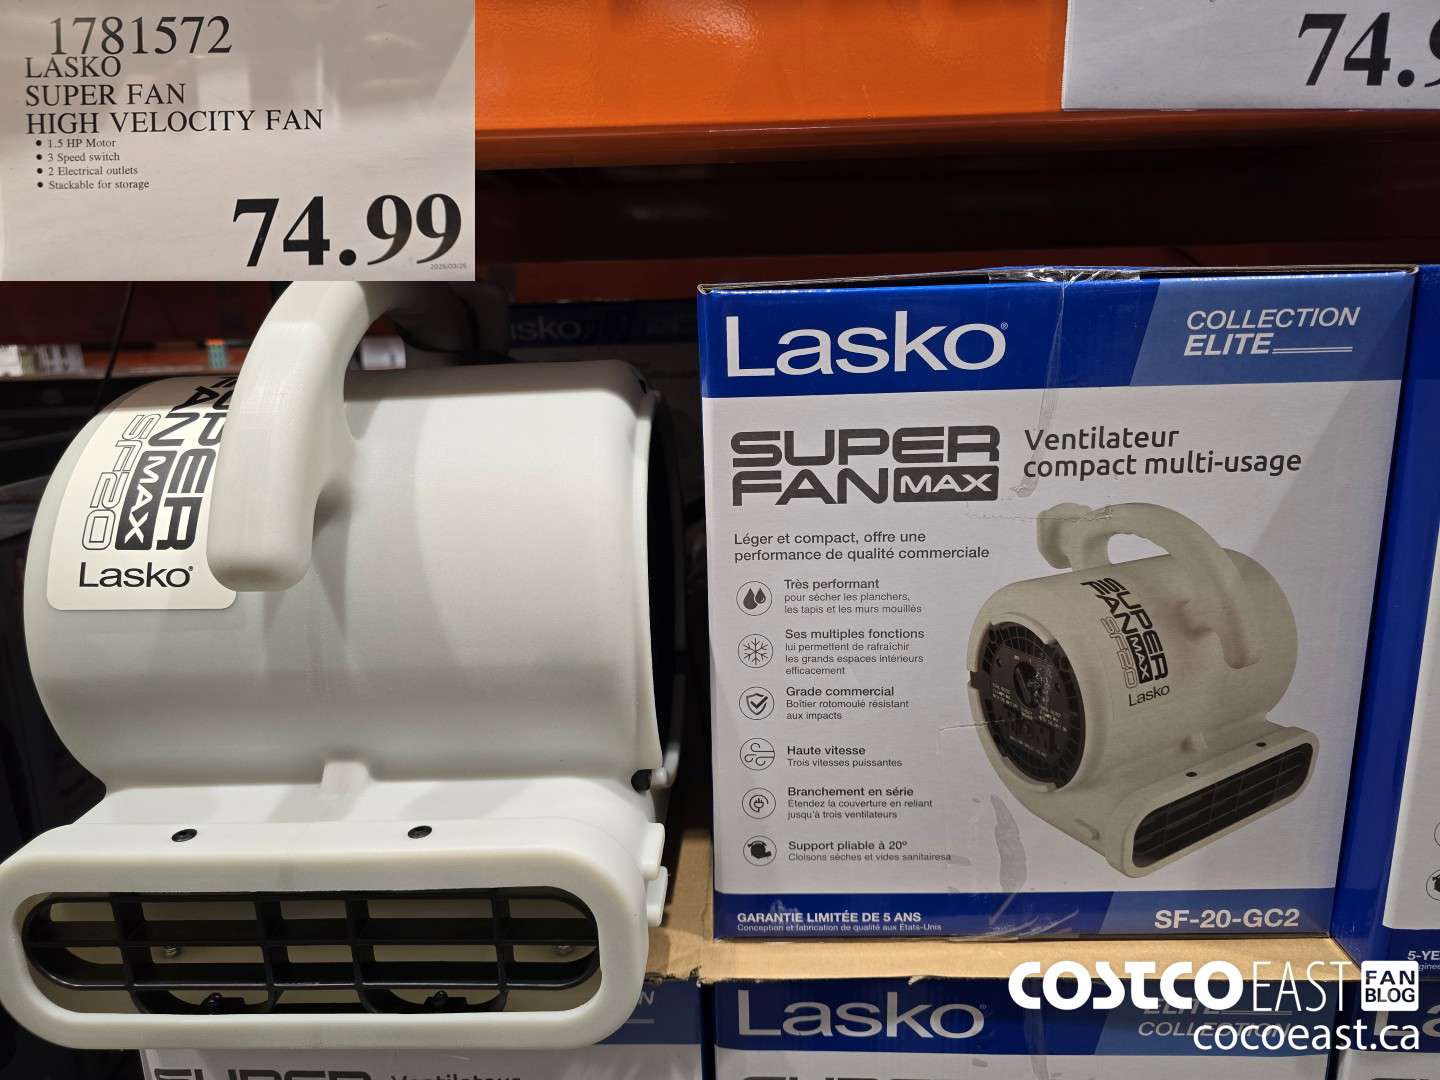 1781572
LASKO
SUPER FAN
HIGH VELOCITY FAN
• 1.5 HP Motor
• 3 Speed switch
• 2 Electrical outlets
• Stackable for storage
74.99
74.9
SUPER
FAN MAX
SF20
Lasko
Lasko
COLLECTION
ELITE
SUPER
FAN MAX
Ventilateur
compact multi-usage
Léger et compact, offre une
performance de qualité commerciale
Très performant
pour sécher les planchers,
les tapis et les murs mouillés
Ses multiples fonctions
lui permettent de rafraîchir
les grands espaces intérieurs
efficacement
Grade commercial
Boîtier rotomoulé résistant
aux impacts
Haute vitesse
Trois vitesses puissantes
Branchement en série
Étendez la couverture en reliant
jusqu'à trois ventilateurs
Support pliable à 20°
Cloisons sèches et vides sanitairesa
SUPER
FAN MAX
SF20
Lasko
GARANTIE LIMITÉE DE 5 ANS
Conception et fabrication de qualité aux États-Unis
SF-20-GC2
5-YE
Lasko
ELITE
COLLECTION
COSTCO EAST FAN BLOG
cocoeast.ca